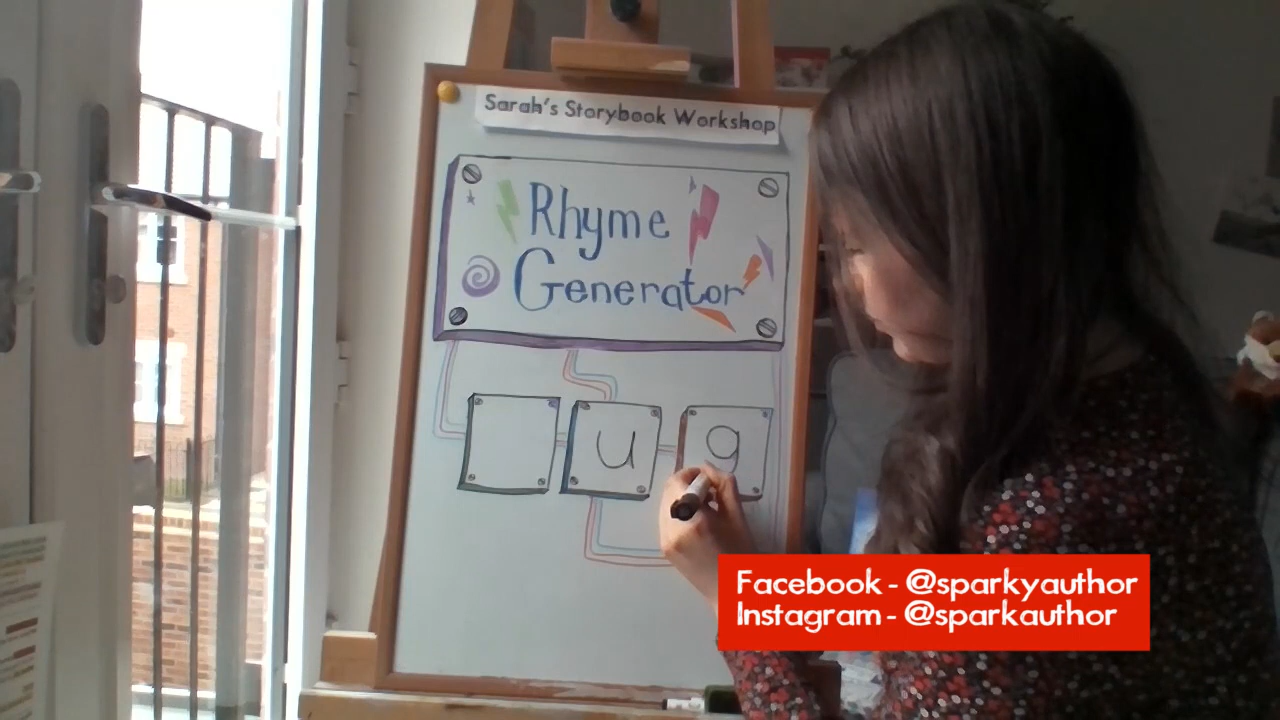 Sarah's Storybook Workshop
Rhyme
Generator
u g
Facebook - @sparkyauthor
Instagram - @sparkauthor